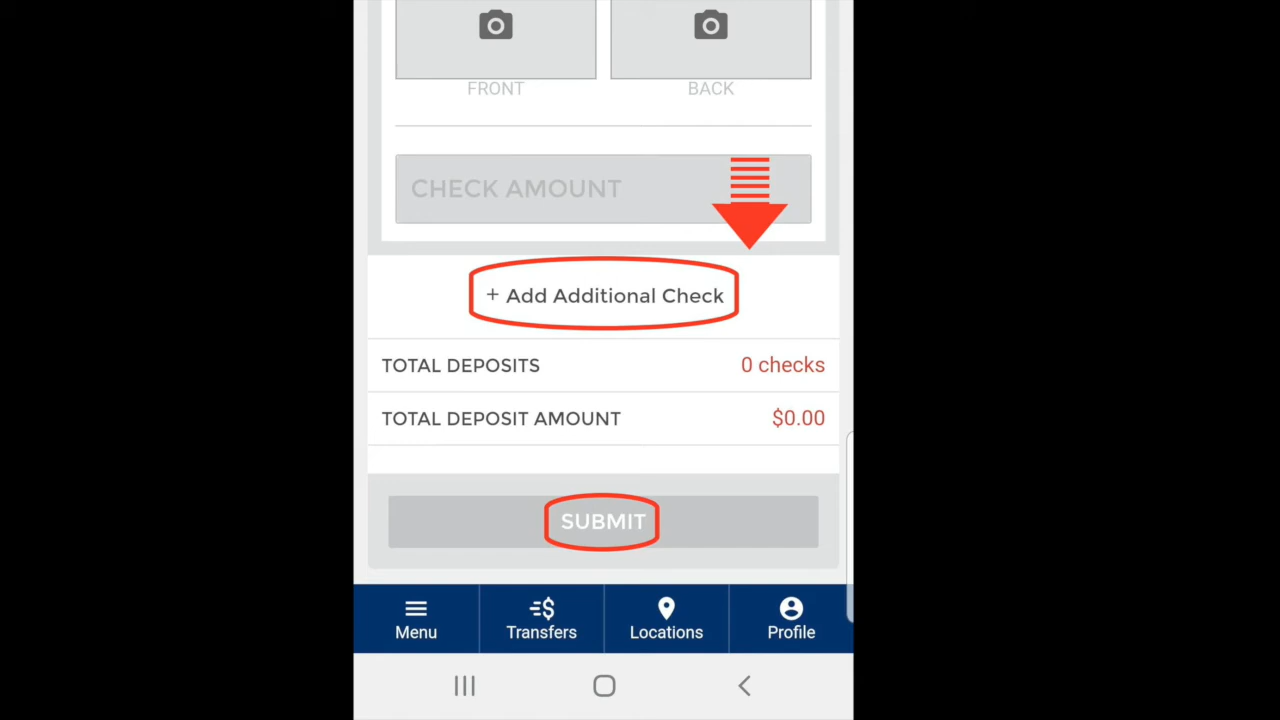 FRONT BACK
CHECK AMOUNT
+ Add Additional Check
TOTAL DEPOSITS 0 checks
TOTAL DEPOSIT AMOUNT $0.00
SUBMIT
Menu Transfers Locations Profile